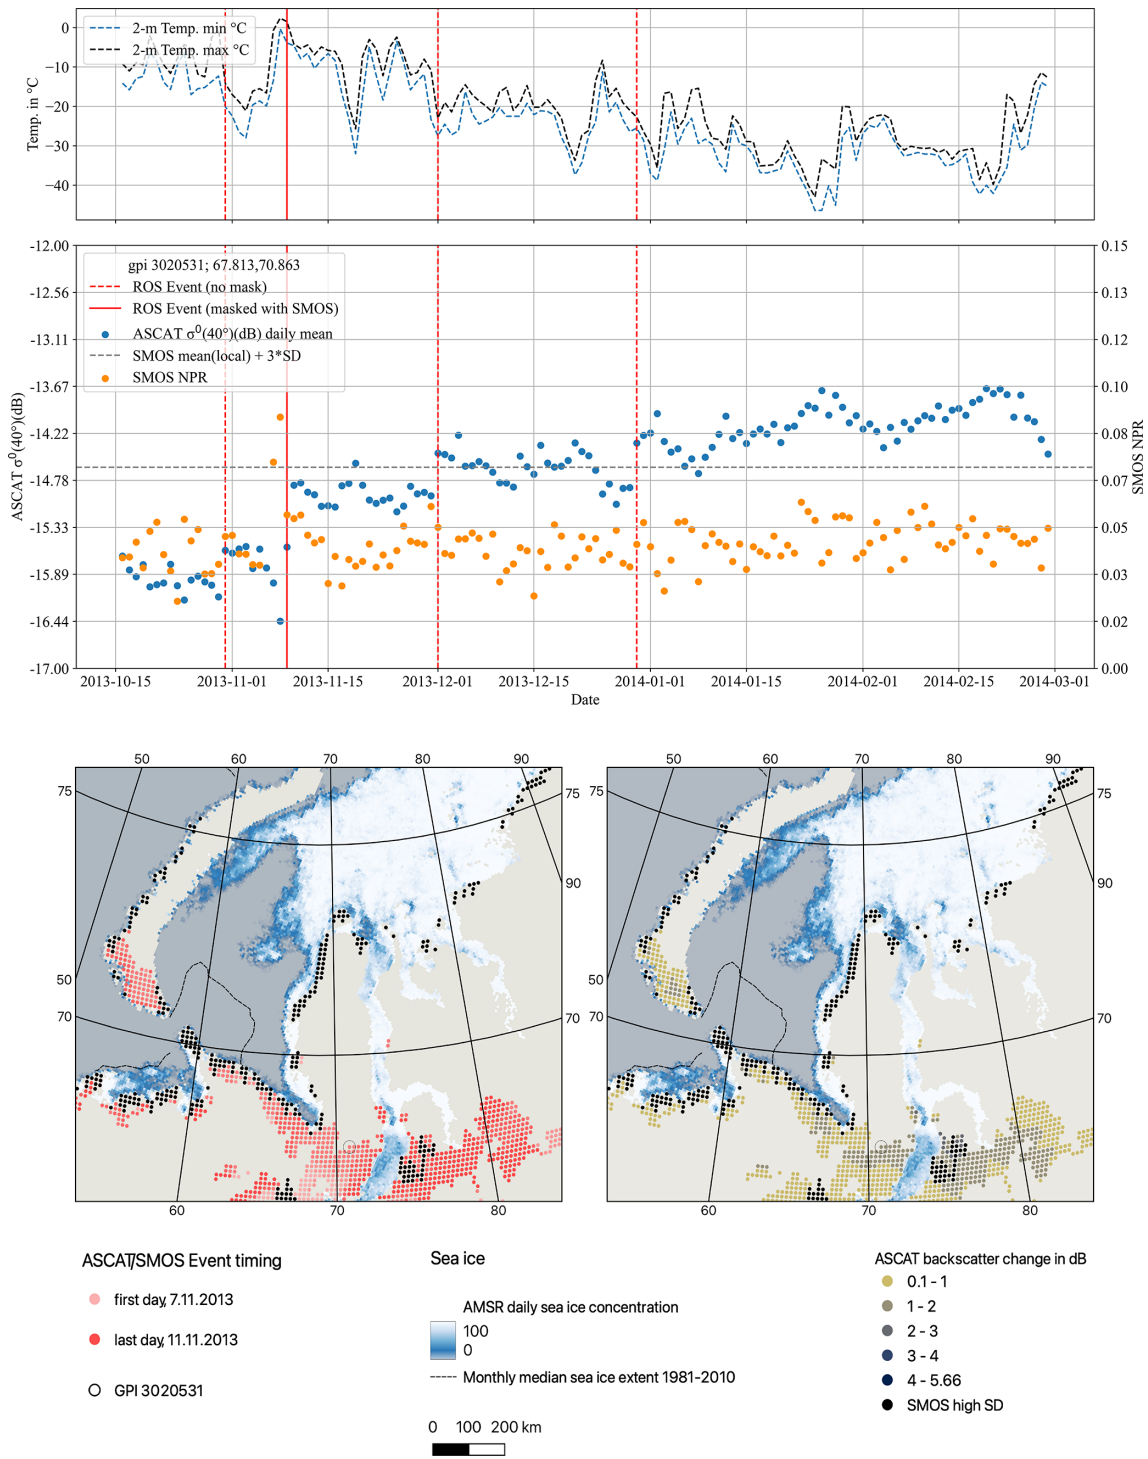 2-m Temp. min °C
2-m Temp. max °C
Temp. in °C
0
−10
−20
−30
−40
gpi 3020531; 67.813,70.863
ROS Event (no mask)
ROS Event (masked with SMOS)
ASCAT σ⁰(40°)(dB) daily mean
SMOS mean(local) + 3*SD
SMOS NPR
ASCAT σ⁰(40°)(dB)
-12.00
-12.56
-13.11
-13.67
-14.22
-14.78
-15.33
-15.89
-16.44
-17.00
SMOS NPR
0.15
0.13
0.12
0.10
0.08
0.07
0.05
0.03
0.02
0.00
2013-10-15 2013-11-01 2013-11-15 2013-12-01 2013-12-15 2014-01-01 2014-01-15 2014-02-01 2014-02-15 2014-03-01
Date
50 60 70 80 90
75 75
90
50
70 70
60 70 80
50 60 70 80 90
75 75
90
50
70 70
60 70 80
ASCAT/SMOS Event timing
first day, 7.11.2013
last day, 11.11.2013
GPI 3020531
Sea ice
AMSR daily sea ice concentration
100
0
Monthly median sea ice extent 1981-2010
0 100 200 km
ASCAT backscatter change in dB
0.1 - 1
1 - 2
2 - 3
3 - 4
4 - 5.66
SMOS high SD